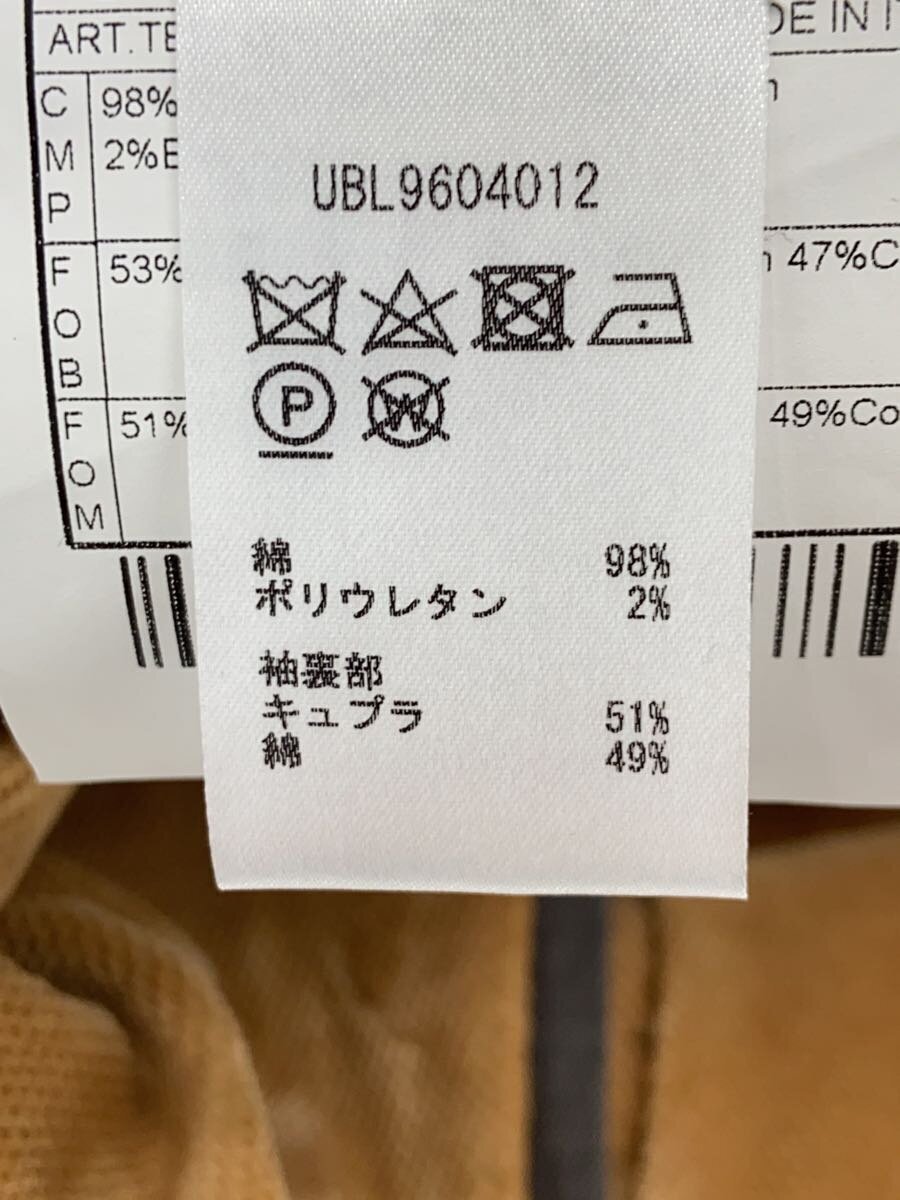 ART.TE
DE IN IT
C M P
98%
2%E
UBL9604012
F O B
53%
47%C
P
W
F O M
51%
49%Co
綿 98%
ポリウレタン 2%
袖裏部
キュプラ 51%
綿 49%